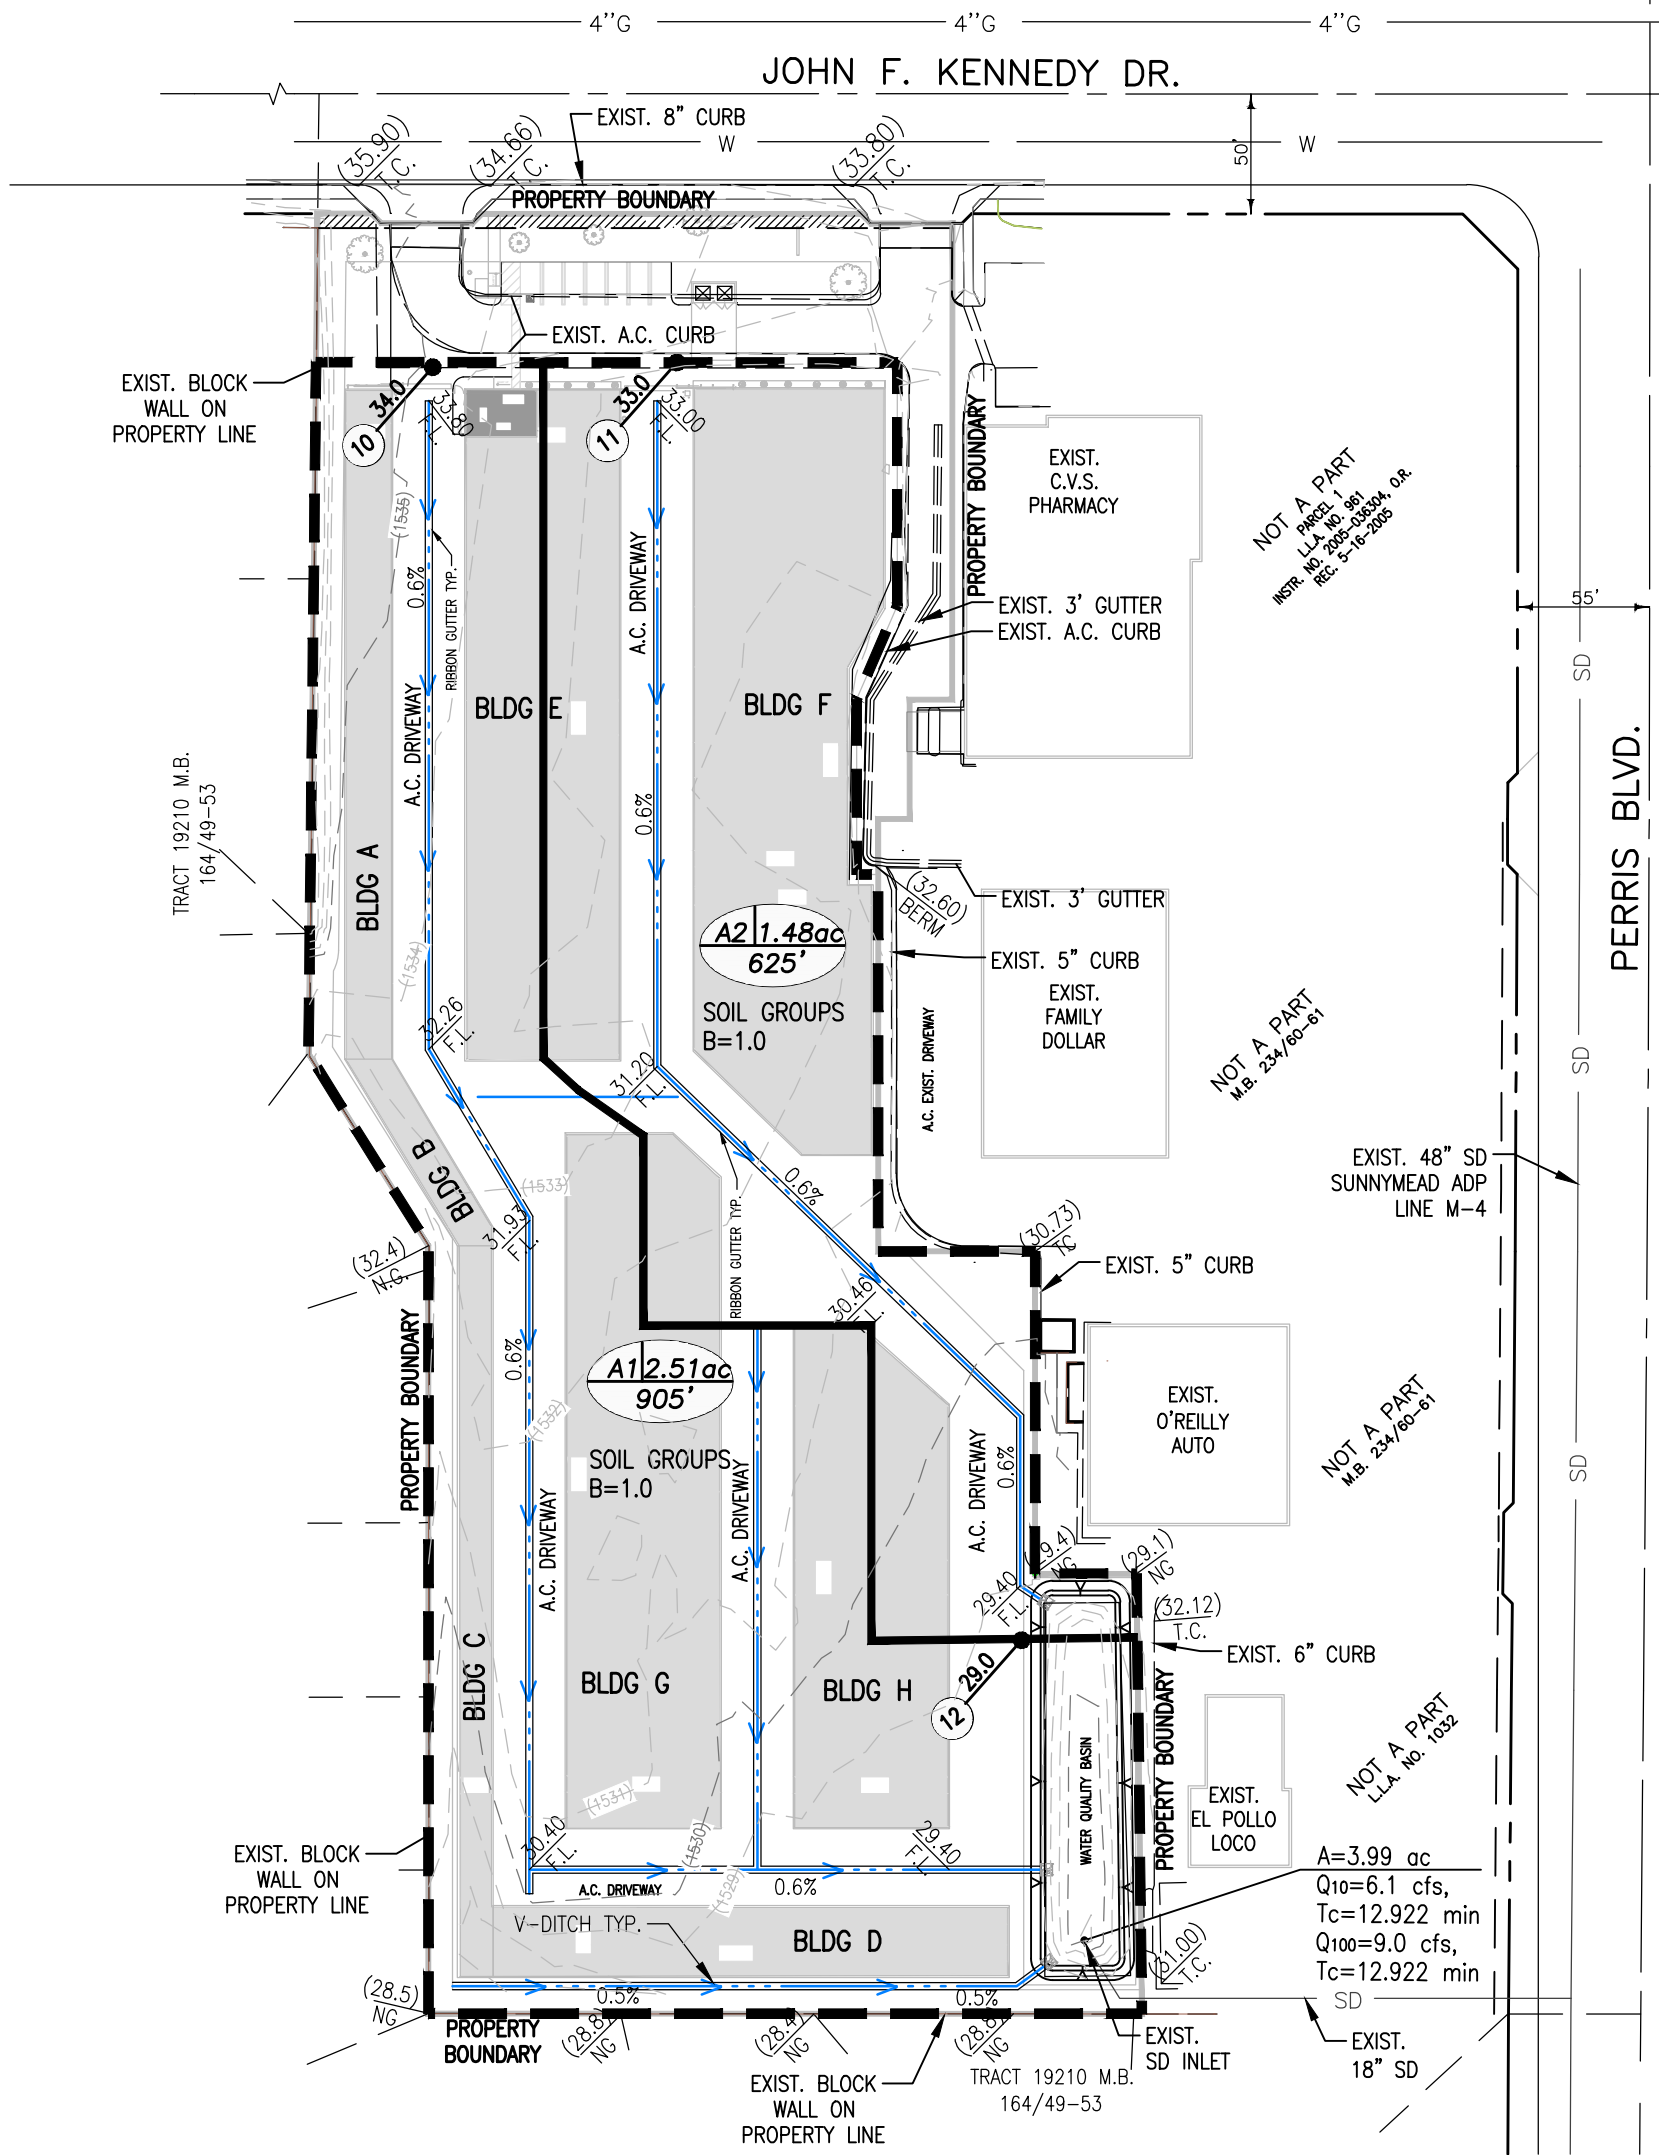 4''G
4''G
4''G
JOHN F. KENNEDY DR.
EXIST. 8" CURB
W
W
50'
(35.90)
T.C.
(34.66)
T.C.
(33.80)
T.C.
PROPERTY BOUNDARY
EXIST. A.C. CURB
EXIST. BLOCK
WALL ON
PROPERTY LINE
34.0
10
33.80
F.L.
33.0
11
33.00
F.L.
PROPERTY BOUNDARY
EXIST.
C.V.S.
PHARMACY
NOT A PART
PARCEL 1
L.L.A. NO. 961
INSTR. NO. 2005-036304, O.R.
REC. 5-16-2005
(1535)
0.6%
RIBBON GUTTER TYP.
A.C. DRIVEWAY
A.C. DRIVEWAY
0.6%
EXIST. 3' GUTTER
EXIST. A.C. CURB
55'
SD
BLDG E
BLDG F
TRACT 19210 M.B.
164/49-53
BLDG A
PERRIS BLVD.
(32.60)
BERM
EXIST. 3' GUTTER
A2 1.48ac
625'
SOIL GROUPS
B=1.0
EXIST. 5" CURB
EXIST.
FAMILY
DOLLAR
A.C. EXIST. DRIVEWAY
NOT A PART
M.B. 234/60-61
(1534)
32.26
F.L.
31.20
F.L.
SD
BLDG B
(1533)
0.6%
RIBBON GUTTER TYP.
EXIST. 48" SD
SUNNYMEAD ADP
LINE M-4
31.93
F.L.
(32.4)
N.G.
(30.73)
TC
EXIST. 5" CURB
30.46
F.L.
PROPERTY BOUNDARY
0.6%
A1 2.51ac
905'
SOIL GROUPS
B=1.0
(1532)
EXIST.
O'REILLY
AUTO
NOT A PART
M.B. 234/60-61
SD
A.C. DRIVEWAY
A.C. DRIVEWAY
A.C. DRIVEWAY
0.6%
(29.4)
NG
(29.1)
NG
29.40
F.L.
(32.12)
T.C.
EXIST. 6" CURB
BLDG C
BLDG G
BLDG H
29.0
12
WATER QUALITY BASIN
PROPERTY BOUNDARY
NOT A PART
L.L.A. NO. 1032
EXIST.
EL POLLO
LOCO
(1531)
(1530)
(1529)
30.40
F.L.
29.40
F.L.
EXIST. BLOCK
WALL ON
PROPERTY LINE
A.C. DRIVEWAY
0.6%
V-DITCH TYP.
BLDG D
A=3.99 ac
Q10=6.1 cfs,
Tc=12.922 min
Q100=9.0 cfs,
Tc=12.922 min
(31.00)
T.C.
(28.5)
NG
0.5%
0.5%
SD
PROPERTY
BOUNDARY
(28.8)
NG
(28.4)
NG
(28.8)
NG
EXIST.
SD INLET
EXIST.
18" SD
TRACT 19210 M.B.
164/49-53
EXIST. BLOCK
WALL ON
PROPERTY LINE